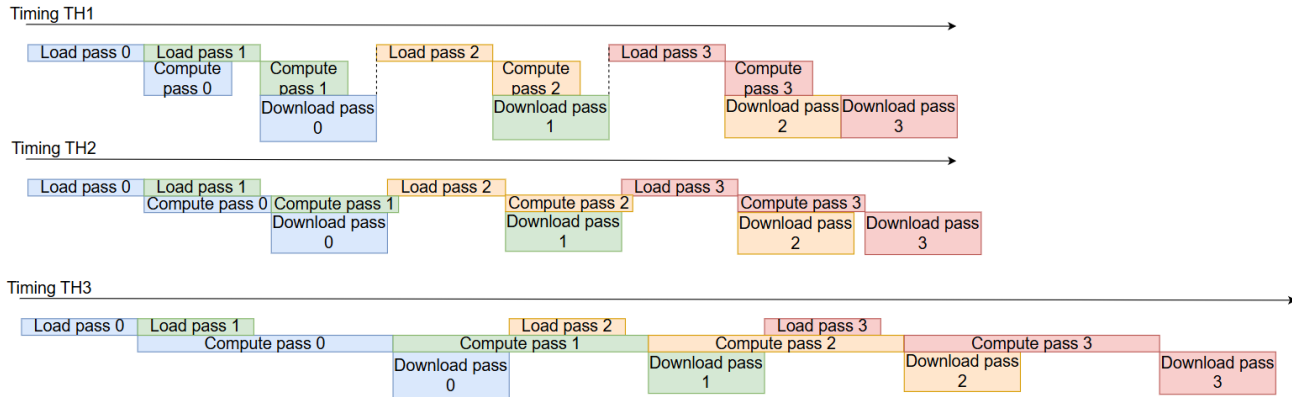 Timing TH1
Load pass 0
Load pass 1
Load pass 2
Load pass 3
Compute
pass 0
Compute
pass 1
Compute
pass 2
Compute
pass 3
Download pass
0
Download pass
1
Download pass
2
Download pass
3
Timing TH2
Load pass 0
Load pass 1
Load pass 2
Load pass 3
Compute pass 0
Compute pass 1
Compute pass 2
Compute pass 3
Download pass
0
Download pass
1
Download pass
2
Download pass
3
Timing TH3
Load pass 0
Load pass 1
Load pass 2
Load pass 3
Compute pass 0
Compute pass 1
Compute pass 2
Compute pass 3
Download pass
0
Download pass
1
Download pass
2
Download pass
3